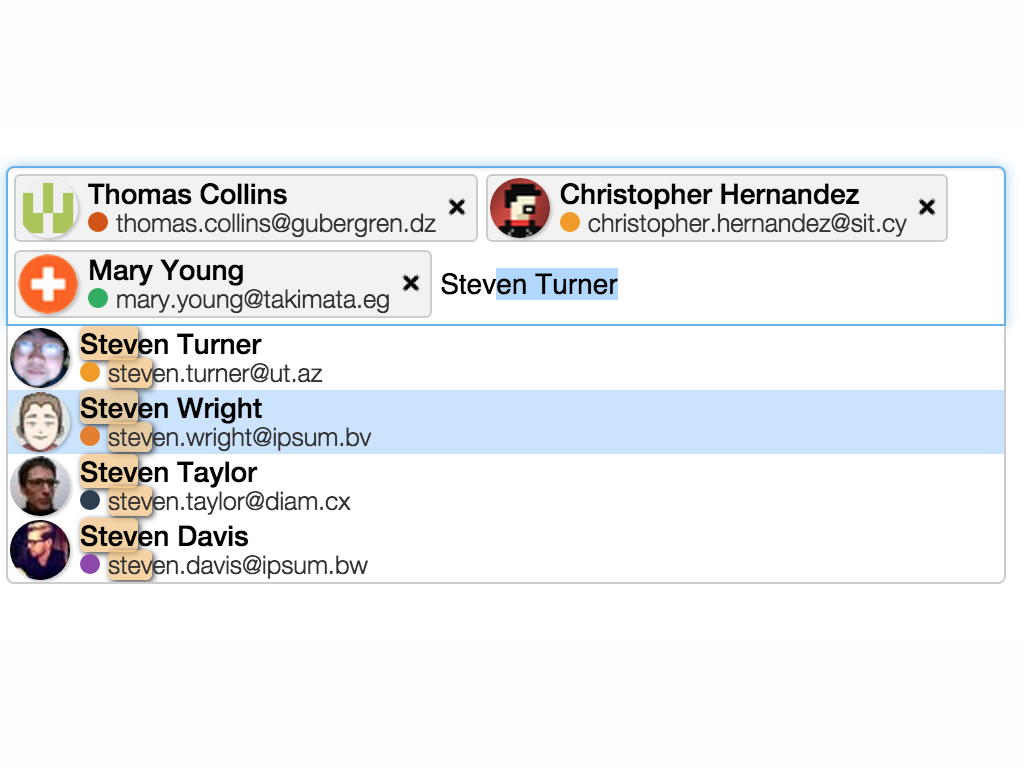 Thomas Collins
thomas.collins@gubergren.dz
Christopher Hernandez
christopher.hernandez@sit.cy
Mary Young
mary.young@takimata.eg
Steven Turner
Steven Turner
steven.turner@ut.az
Steven Wright
steven.wright@ipsum.bv
Steven Taylor
steven.taylor@diam.cx
Steven Davis
steven.davis@ipsum.bw